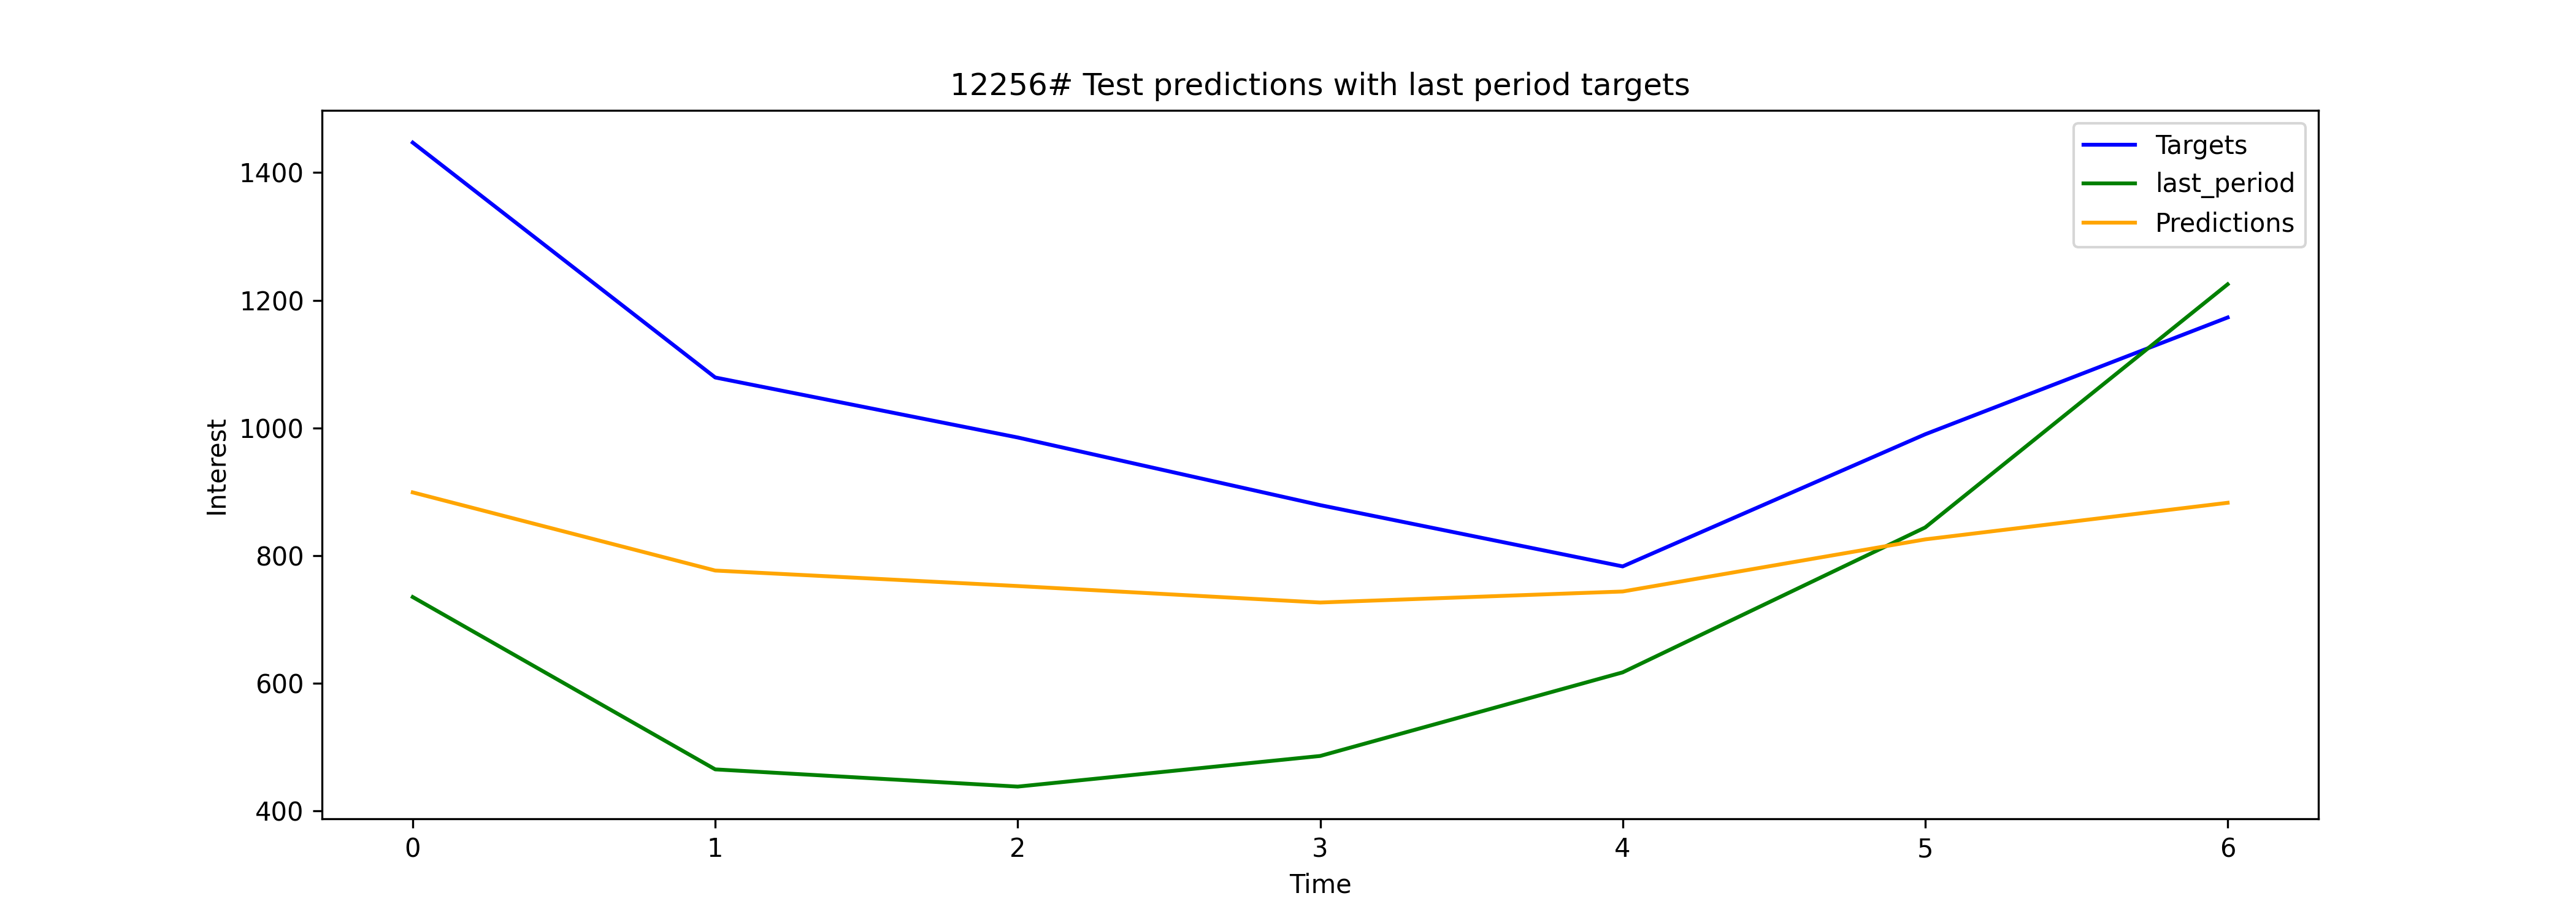 12256# Test predictions with last period targets
Targets
last_period
Predictions
1400
1200
1000
800
600
400
Interest
0 1 2 3 4 5 6
Time